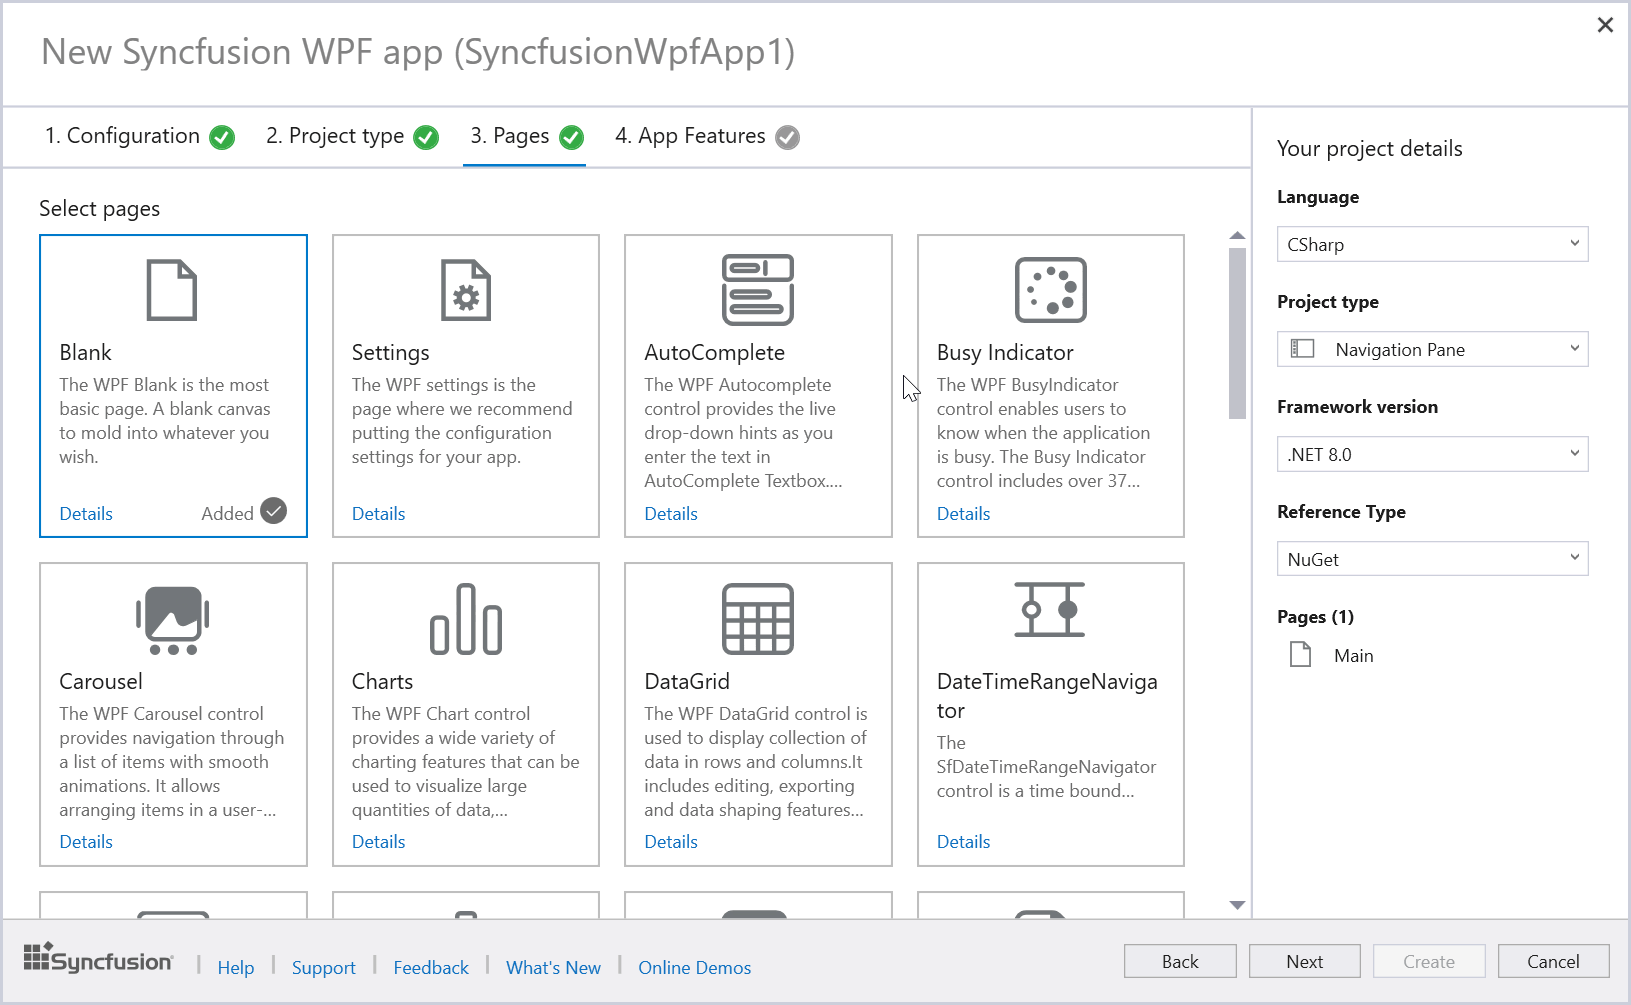 New Syncfusion WPF app (SyncfusionWpfApp1)
1. Configuration
2. Project type
3. Pages
4. App Features
Select pages
Blank
The WPF Blank is the most
basic page. A blank canvas
to mold into whatever you
wish.
Details
Added
Settings
The WPF settings is the
page where we recommend
putting the configuration
settings for your app.
Details
AutoComplete
The WPF Autocomplete
control provides the live
drop-down hints as you
enter the text in
AutoComplete Textbox....
Details
Busy Indicator
The WPF BusyIndicator
control enables users to
know when the application
is busy. The Busy Indicator
control includes over 37...
Details
Carousel
The WPF Carousel control
provides navigation through
a list of items with smooth
animations. It allows
arranging items in a user-...
Details
Charts
The WPF Chart control
provides a wide variety of
charting features that can be
used to visualize large
quantities of data,...
Details
DataGrid
The WPF DataGrid control is
used to display collection of
data in rows and columns.It
includes editing, exporting
and data shaping features...
Details
DateTimeRangeNaviga
tor
The
SfDateTimeRangeNavigator
control is a time bound...
Details
Your project details
Language
CSharp
Project type
Navigation Pane
Framework version
.NET 8.0
Reference Type
NuGet
Pages (1)
Main
Syncfusion
Help
Support
Feedback
What's New
Online Demos
Back
Next
Create
Cancel